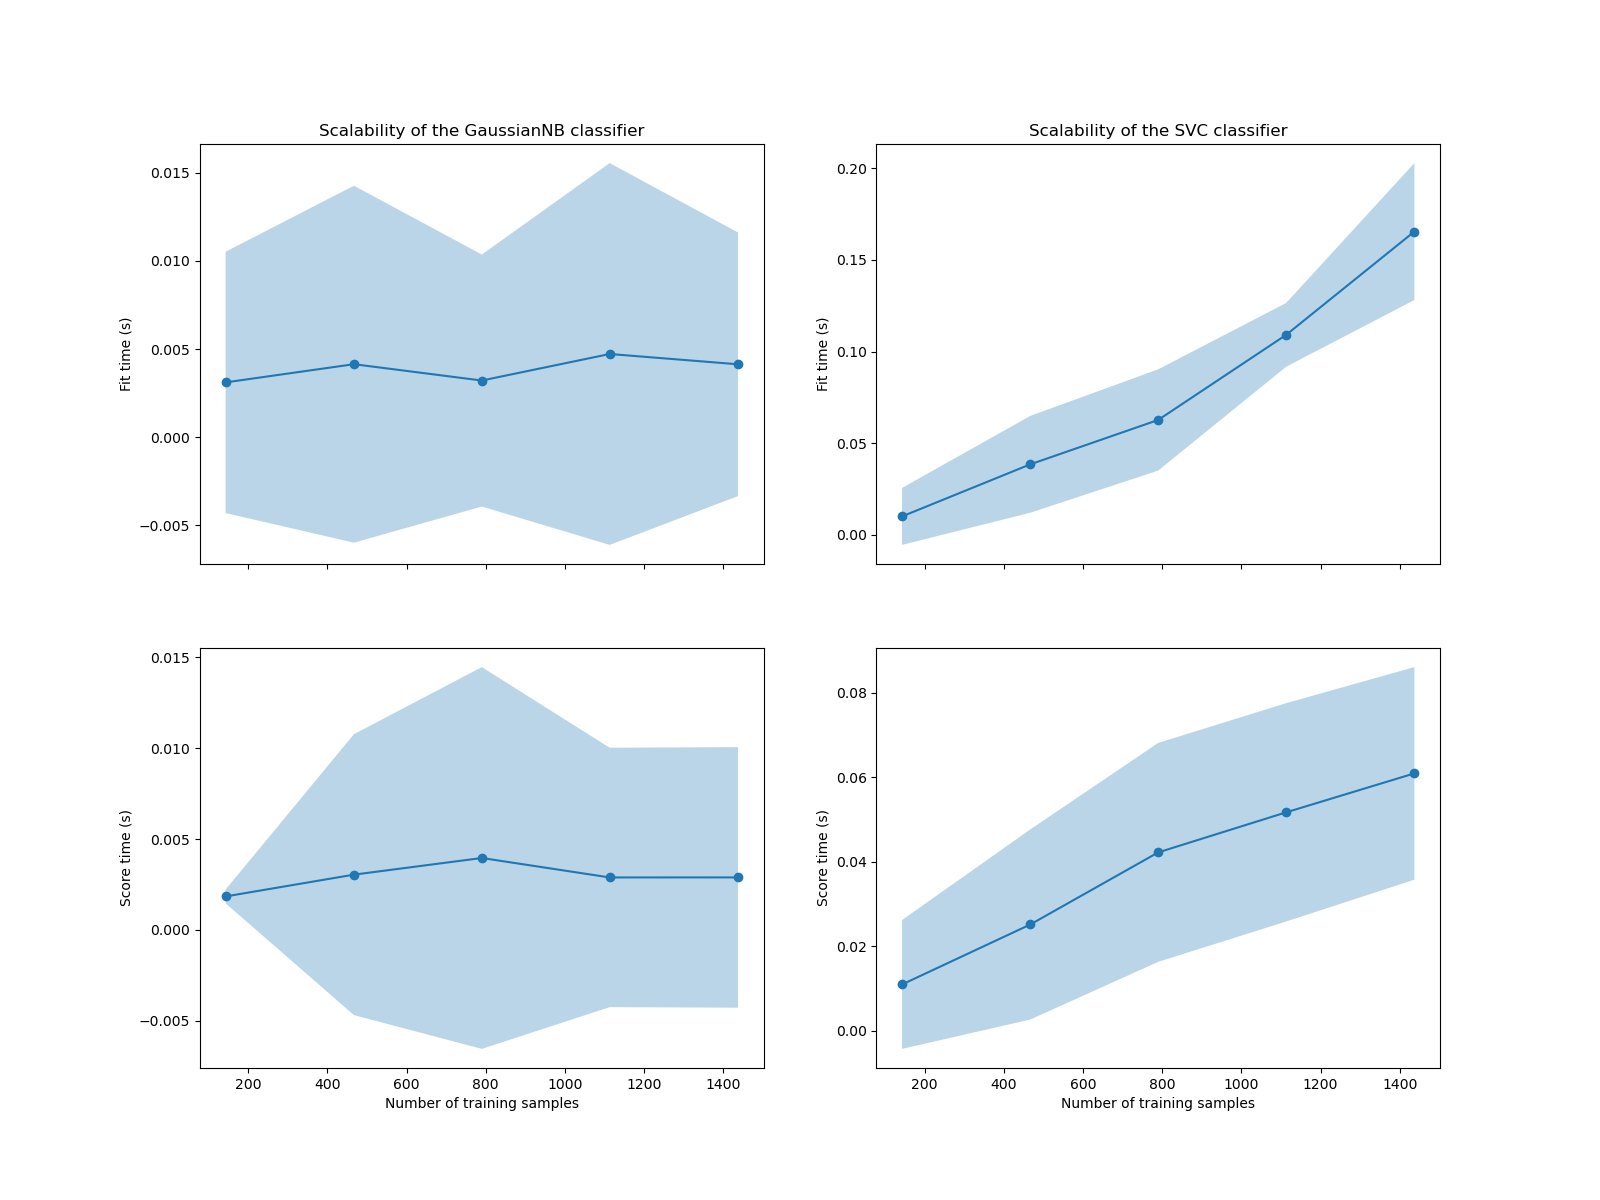 Scalability of the GaussianNB classifier
0.015
0.010
0.005
0.000
−0.005
Fit time (s)
Scalability of the SVC classifier
0.20
0.15
0.10
0.05
0.00
Fit time (s)
0.015
0.010
0.005
0.000
−0.005
Score time (s)
200 400 600 800 1000 1200 1400
Number of training samples
0.08
0.06
0.04
0.02
0.00
Score time (s)
200 400 600 800 1000 1200 1400
Number of training samples